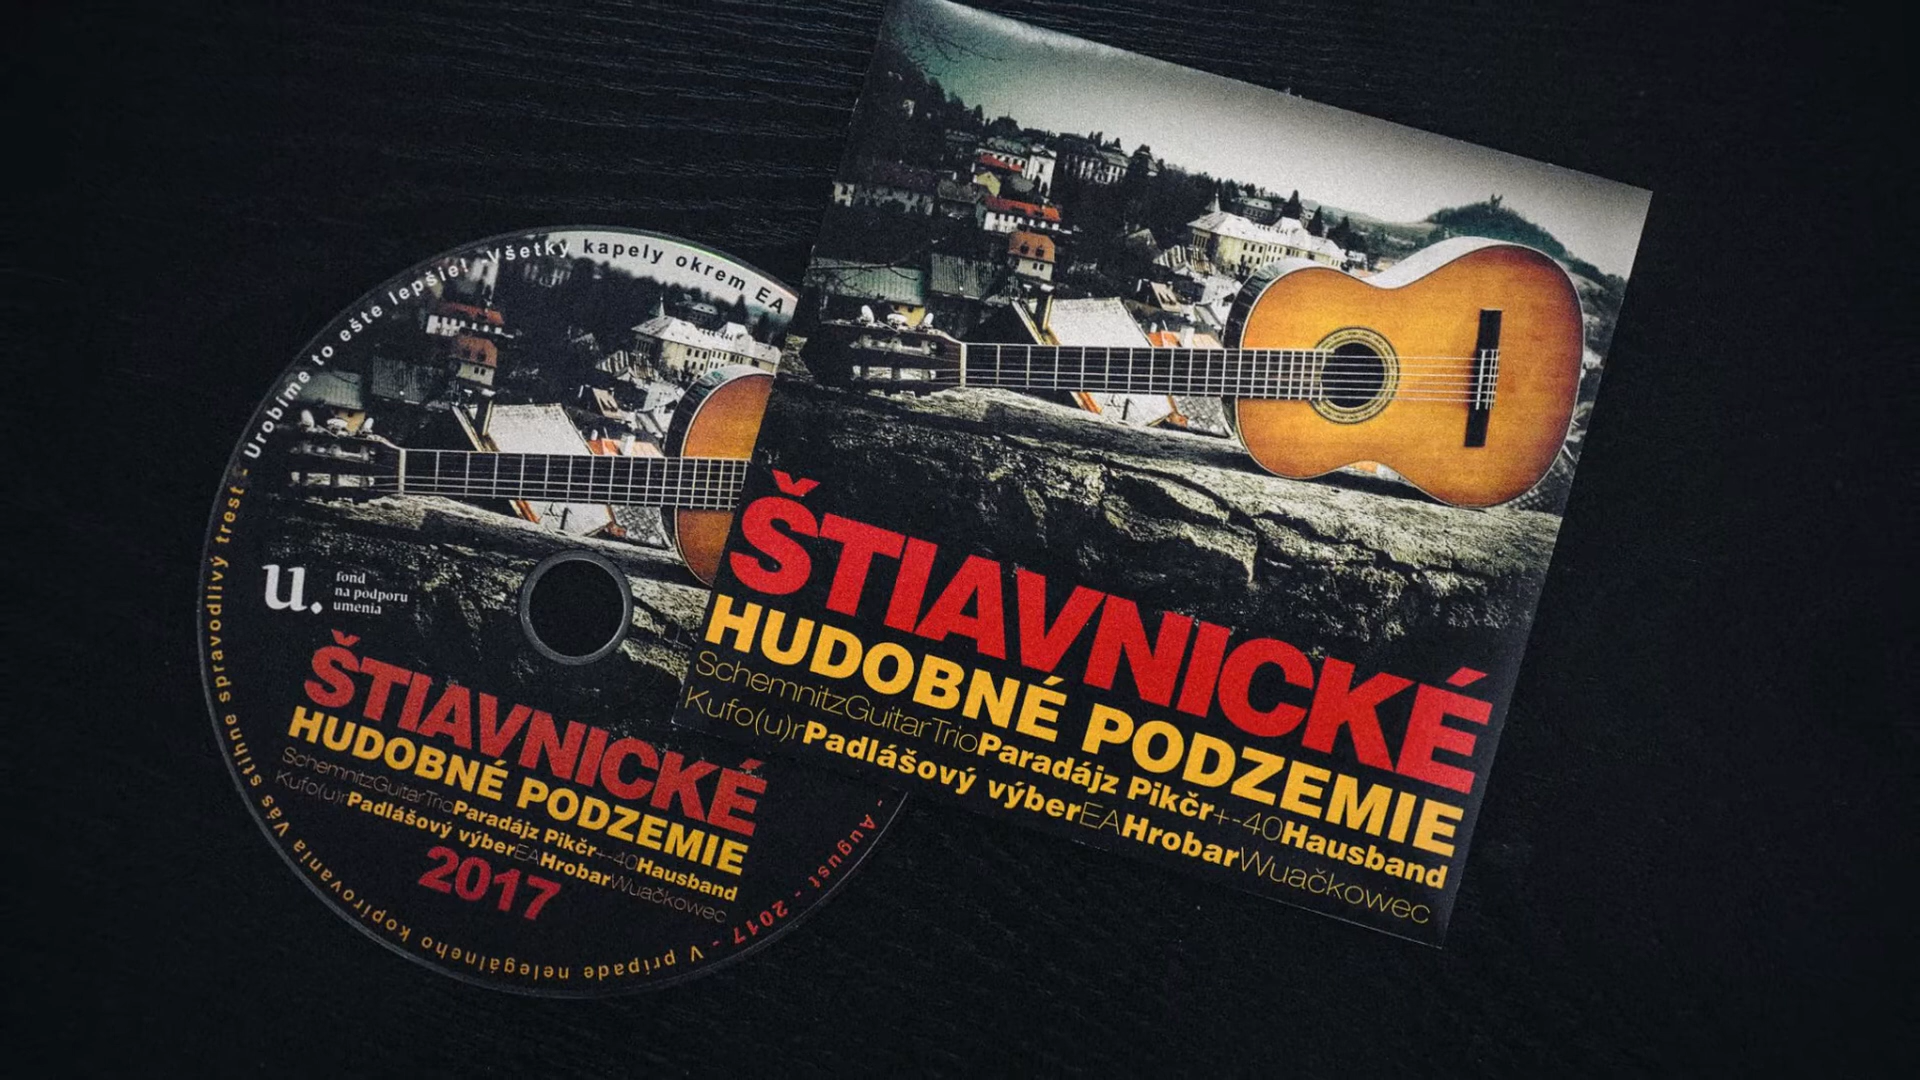 Urobíme to ešte lepšie! Všetky kapely okrem EA
- August - 2017 - V prípade nelegálneho kopírovania Vás stihne spravodlivý trest -
u. fond
na podporu
umenia
ŠTIAVNICKÉ
HUDOBNÉ PODZEMIE
SchemnitzGuitarTrioParadájz Pikčr+-40Hausband
Kufo(u)rPadlášový výberEAHrobarWuačkowec
2017
ŠTIAVNICKÉ
HUDOBNÉ PODZEMIE
SchemnitzGuitarTrioParadájz Pikčr+-40Hausband
Kufo(u)rPadlášový výberEAHrobarWuačkowec